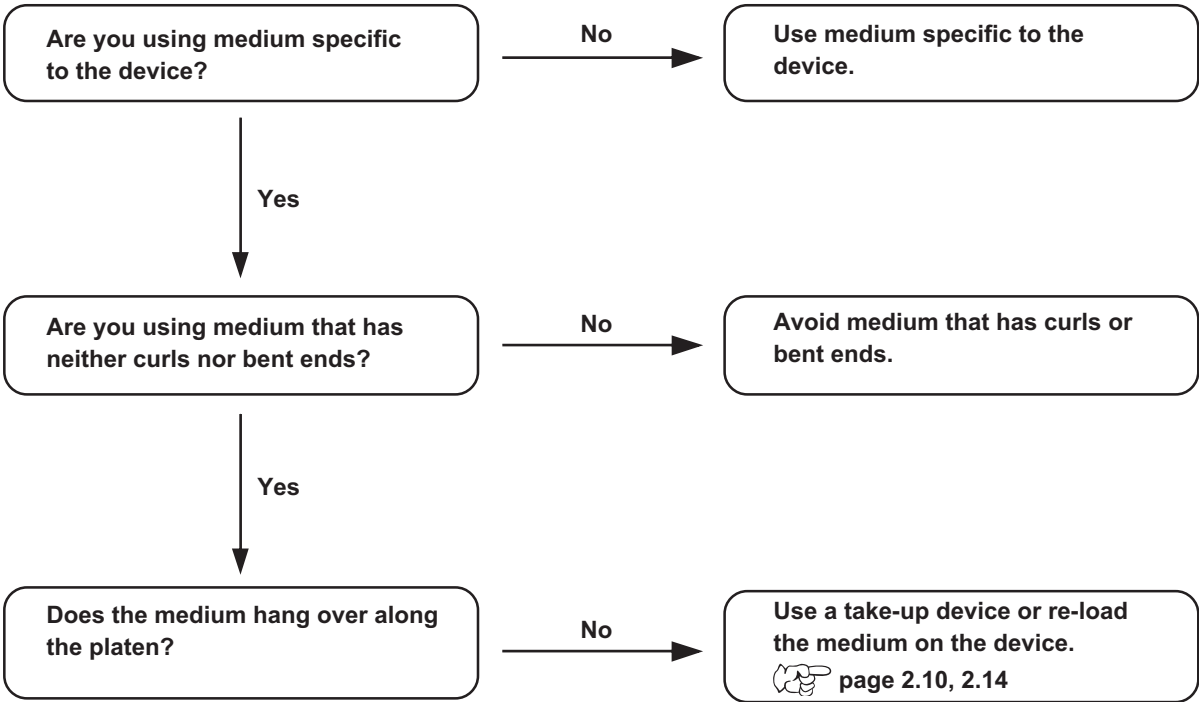 Are you using medium specific
to the device?
No
Use medium specific to the
device.
Yes
Are you using medium that has
neither curls nor bent ends?
No
Avoid medium that has curls or
bent ends.
Yes
Does the medium hang over along
the platen?
No
Use a take-up device or re-load
the medium on the device.
page 2.10, 2.14